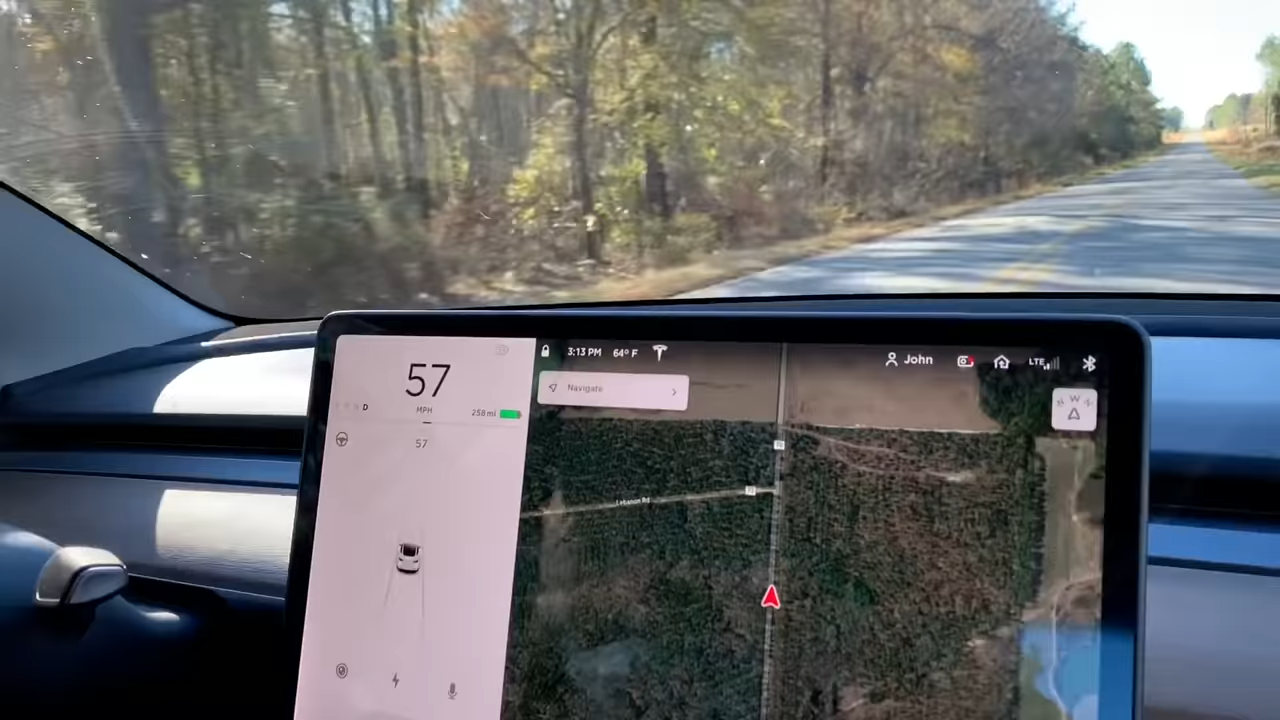 57
MPH
D
258 mi
57
3:13 PM 64° F
John
LTE
Navigate
N W N
Lebanon Rd